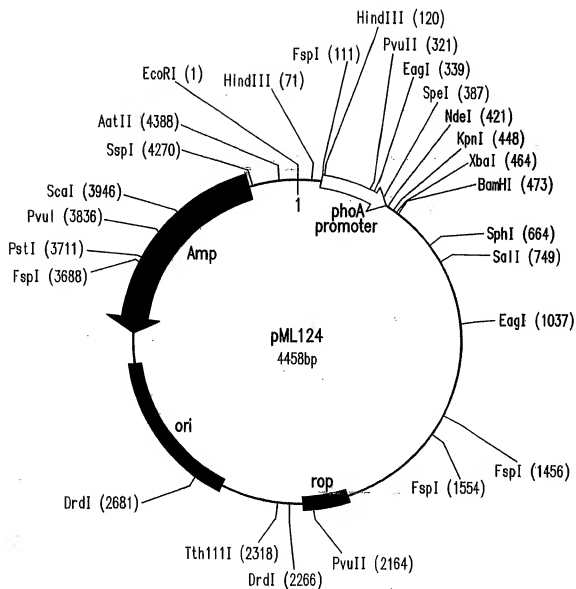 HindIII (120)
FspI (111)
PvuII (321)
EagI (339)
SpeI (387)
NdeI (421)
KpnI (448)
XbaI (464)
BamHI (473)
EcoRI (1)
HindIII (71)
AatII (4388)
SspI (4270)
ScaI (3946)
PvuI (3836)
PstI (3711)
FspI (3688)
Amp
1
phoA
promoter
SphI (664)
SalI (749)
EagI (1037)
pML124
4458bp
ori
rop
FspI (1456)
FspI (1554)
DrdI (2681)
Tth111I (2318)
PvuII (2164)
DrdI (2266)